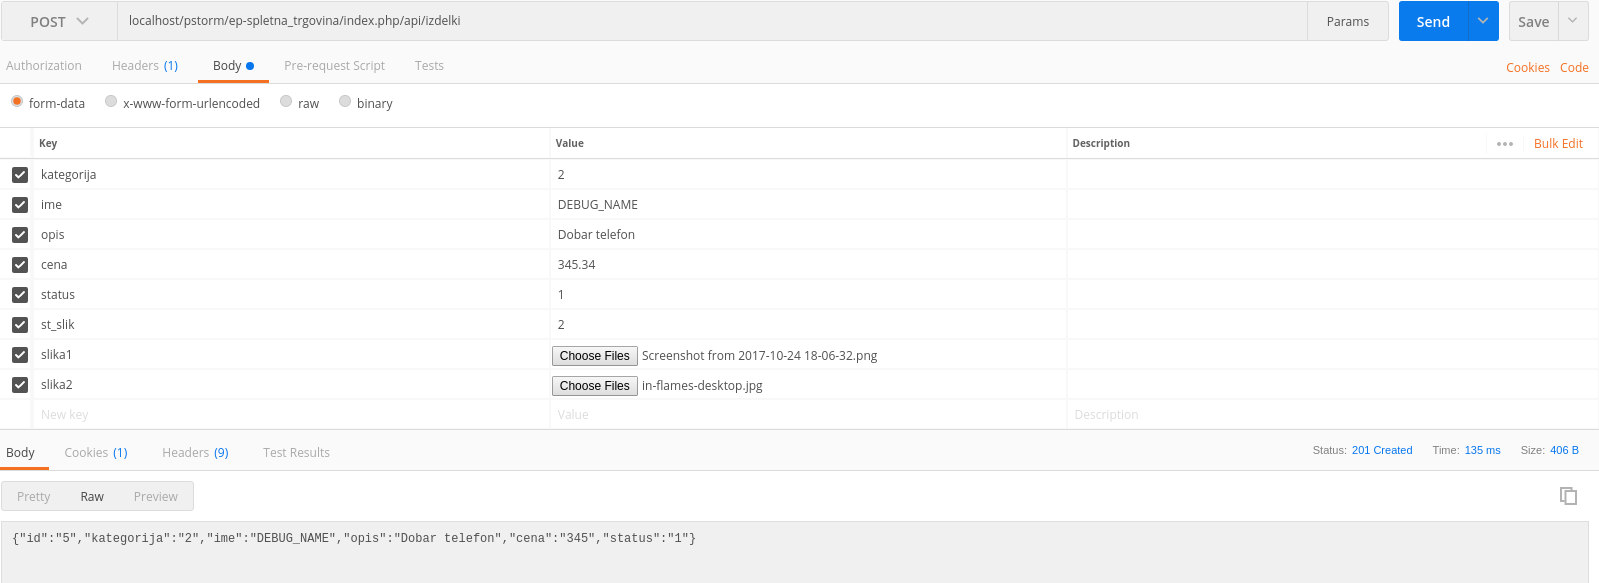 POST localhost/pstorm/ep-spletna_trgovina/index.php/api/izdelki Params Send Save
Authorization Headers (1) Body Pre-request Script Tests Cookies Code
form-data x-www-form-urlencoded raw binary
Key Value Description Bulk Edit
kategorija 2
ime DEBUG_NAME
opis Dobar telefon
cena 345.34
status 1
st_slik 2
slika1 Choose Files Screenshot from 2017-10-24 18-06-32.png
slika2 Choose Files in-flames-desktop.jpg
New key Value Description
Body Cookies (1) Headers (9) Test Results Status: 201 Created Time: 135 ms Size: 406 B
Pretty Raw Preview
{"id":"5","kategorija":"2","ime":"DEBUG_NAME","opis":"Dobar telefon","cena":"345","status":"1"}